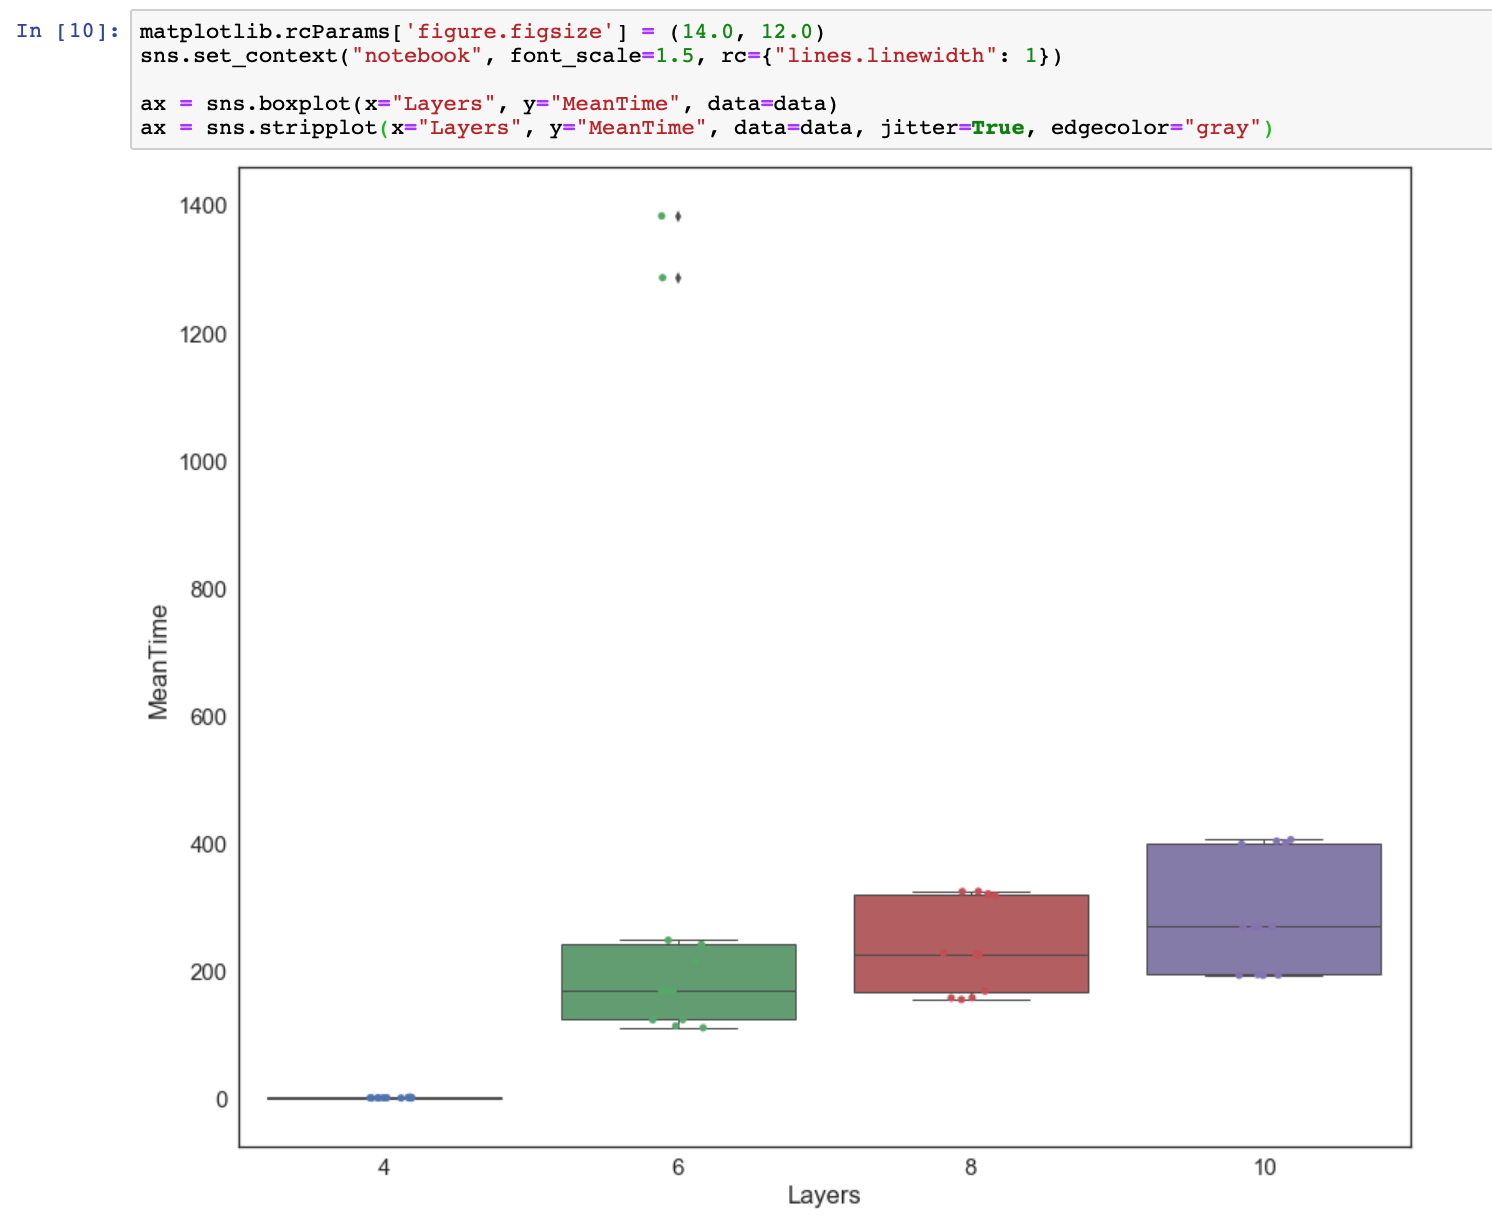 In [10]:
matplotlib.rcParams['figure.figsize'] = (14.0, 12.0)
sns.set_context("notebook", font_scale=1.5, rc={"lines.linewidth": 1})
ax = sns.boxplot(x="Layers", y="MeanTime", data=data)
ax = sns.stripplot(x="Layers", y="MeanTime", data=data, jitter=True, edgecolor="gray")
1400
1200
1000
800
600
400
200
0
MeanTime
4 6 8 10
Layers